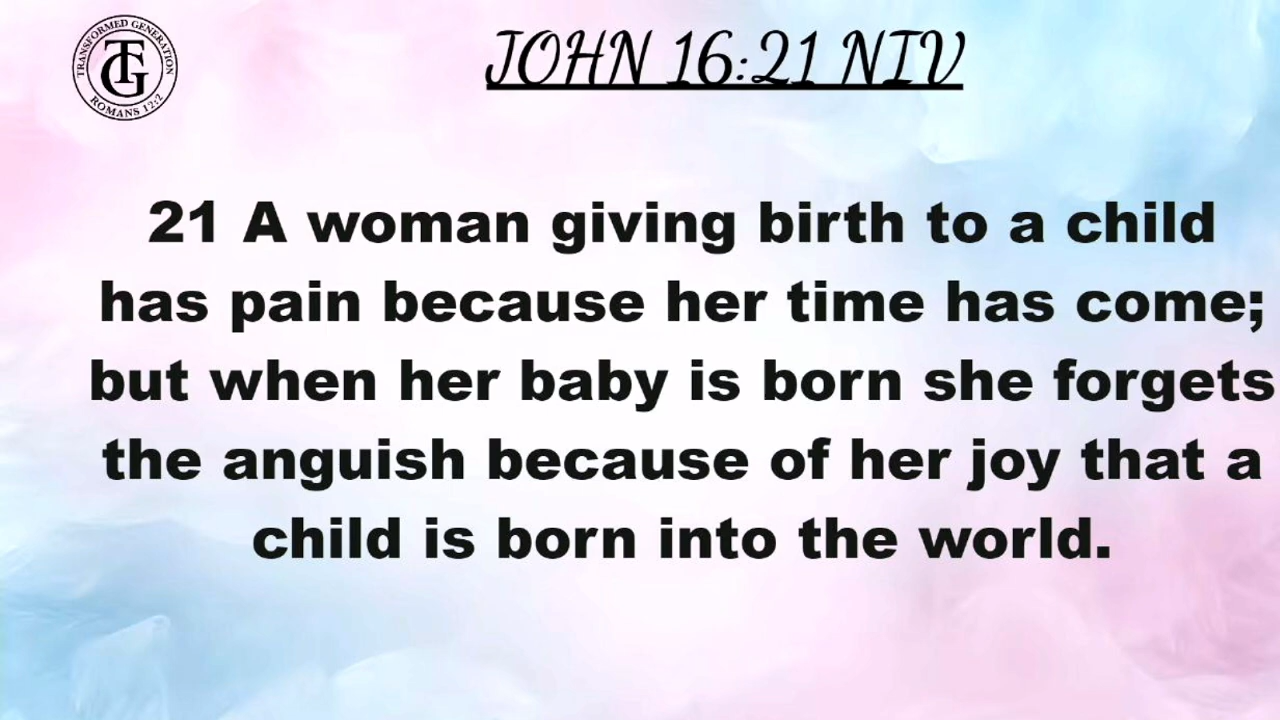 TRANSFORMED GENERATION
TG
ROMANS 12:2
JOHN 16:21 NIV
21 A woman giving birth to a child
has pain because her time has come;
but when her baby is born she forgets
the anguish because of her joy that a
child is born into the world.